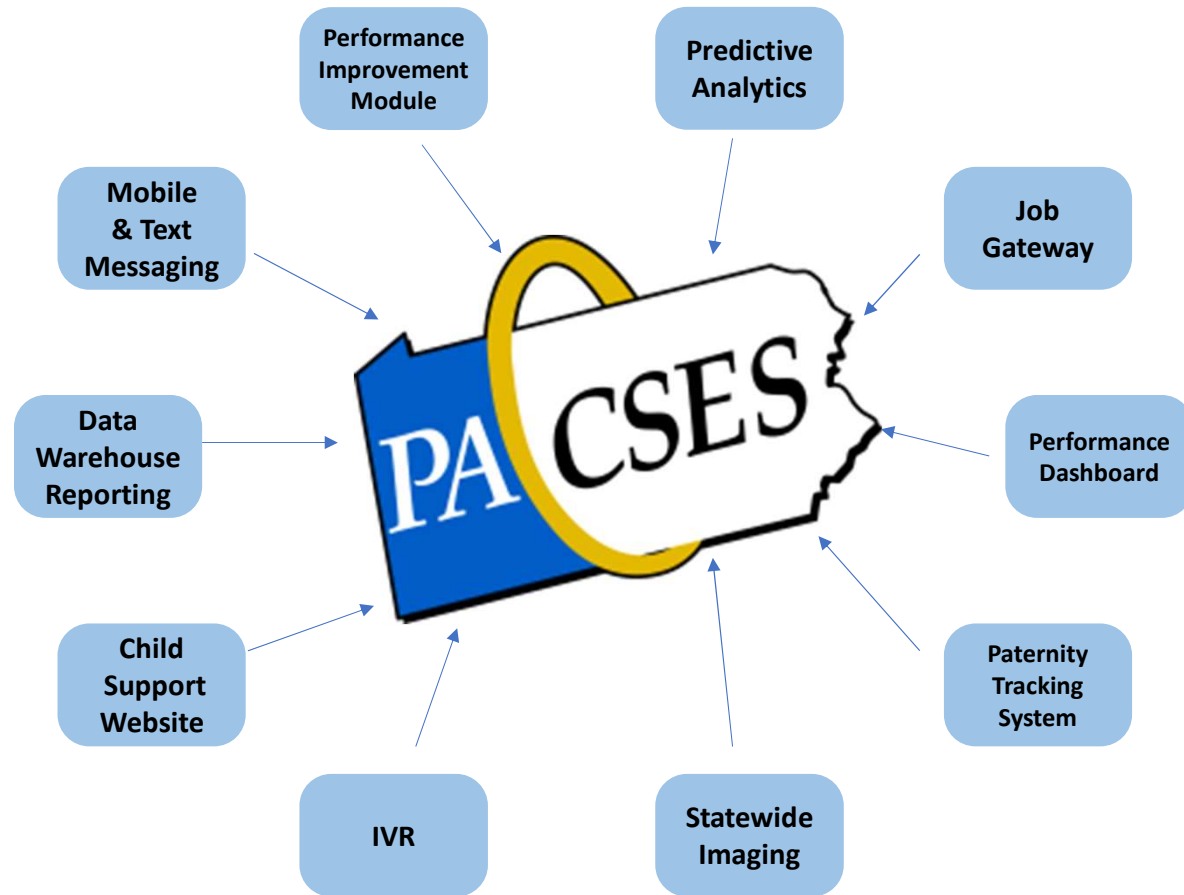 Performance
Improvement
Module
Predictive
Analytics
Mobile
& Text
Messaging
Job
Gateway
PA CSES
Data
Warehouse
Reporting
Performance
Dashboard
Child
Support
Website
Paternity
Tracking
System
IVR
Statewide
Imaging